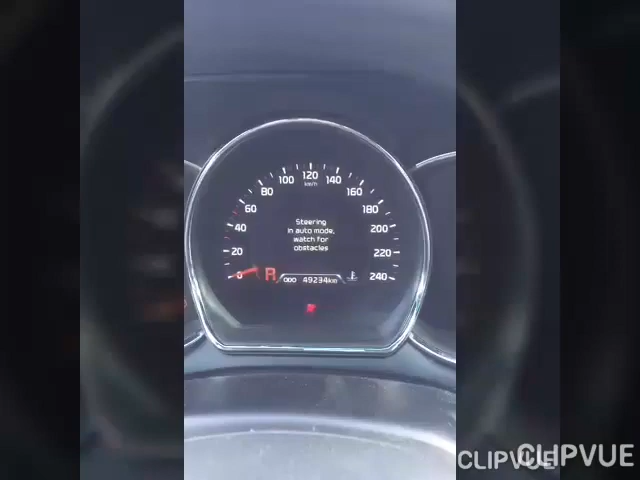 100 120 140
80 km/h 160
60 180
40 200
20 220
0 240
Steering
in auto mode,
watch for
obstacles
R ODO 49234km
CLIPVUE
CLIPVUE